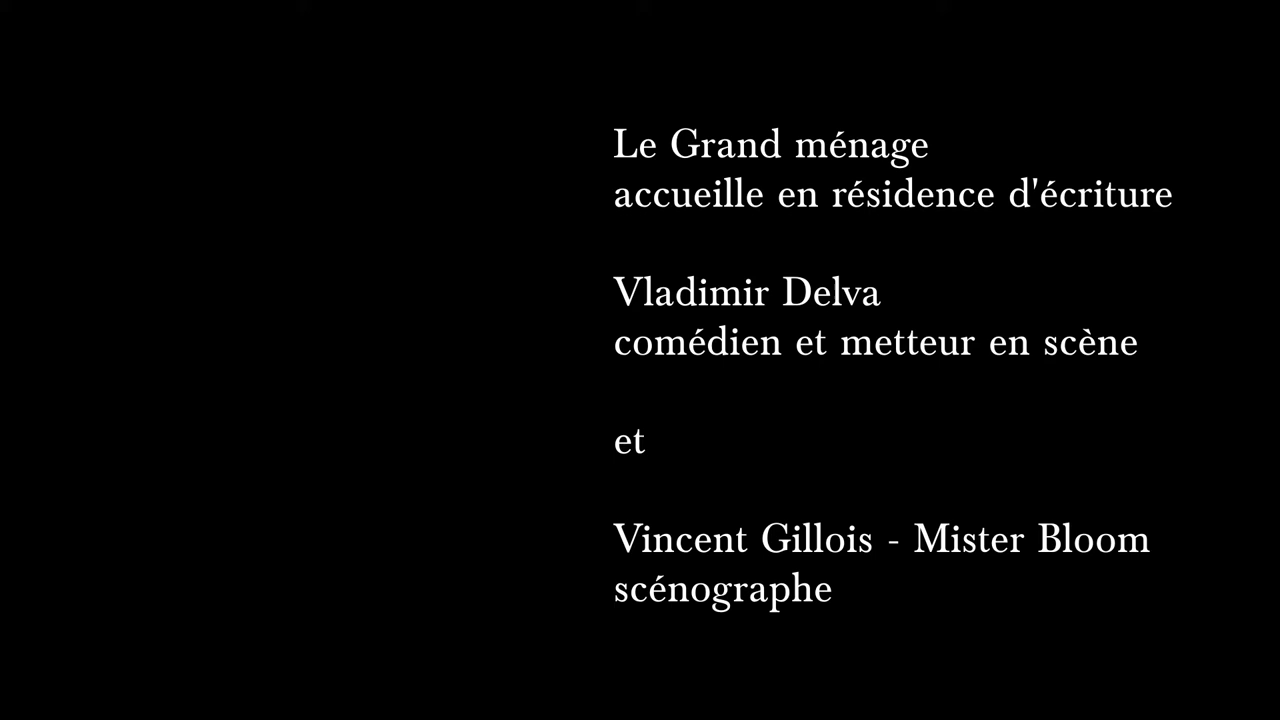 Le Grand ménage
accueille en résidence d'écriture
Vladimir Delva
comédien et metteur en scène
et
Vincent Gillois - Mister Bloom
scénographe